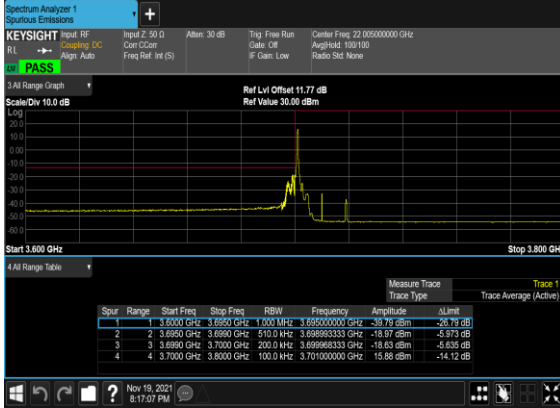 Spectrum Analyzer 1
Spurious Emissions
+
KEYSIGHT Input: RF Input Z: 50 Ω Atten: 30 dB Trig: Free Run Center Freq: 22.005000000 GHz
RL Coupling: DC Corr CCorr Gate: Off Avg|Hold: 100/100
Align: Auto Freq Ref: Int (S) IF Gain: Low Radio Std: None
LXI PASS
3.All Range Graph
Ref Lvl Offset 11.77 dB
Scale/Div 10.0 dB Ref Value 30.00 dBm
Log
20.0
10.0
0.00
-10.0
-20.0
-30.0
-40.0
-50.0
-60.0
Start 3.600 GHz Stop 3.800 GH
4.All Range Table
Measure Trace Trace 1
Trace Type Trace Average (Active)
Spur Range Start Freq Stop Freq RBW Frequency Amplitude ΔLimit
1 1 3.6000 GHz 3.6950 GHz 1.000 MHz 3.695000000 GHz -39.79 dBm -26.79 dB
2 2 3.6950 GHz 3.6990 GHz 510.0 kHz 3.698993333 GHz -18.97 dBm -5.973 dB
3 3 3.6990 GHz 3.7000 GHz 200.0 kHz 3.699968333 GHz -18.63 dBm -5.635 dB
4 4 3.7000 GHz 3.8000 GHz 100.0 kHz 3.701000000 GHz 15.88 dBm -14.12 dB
?
Nov 19, 2021
8:17:07 PM